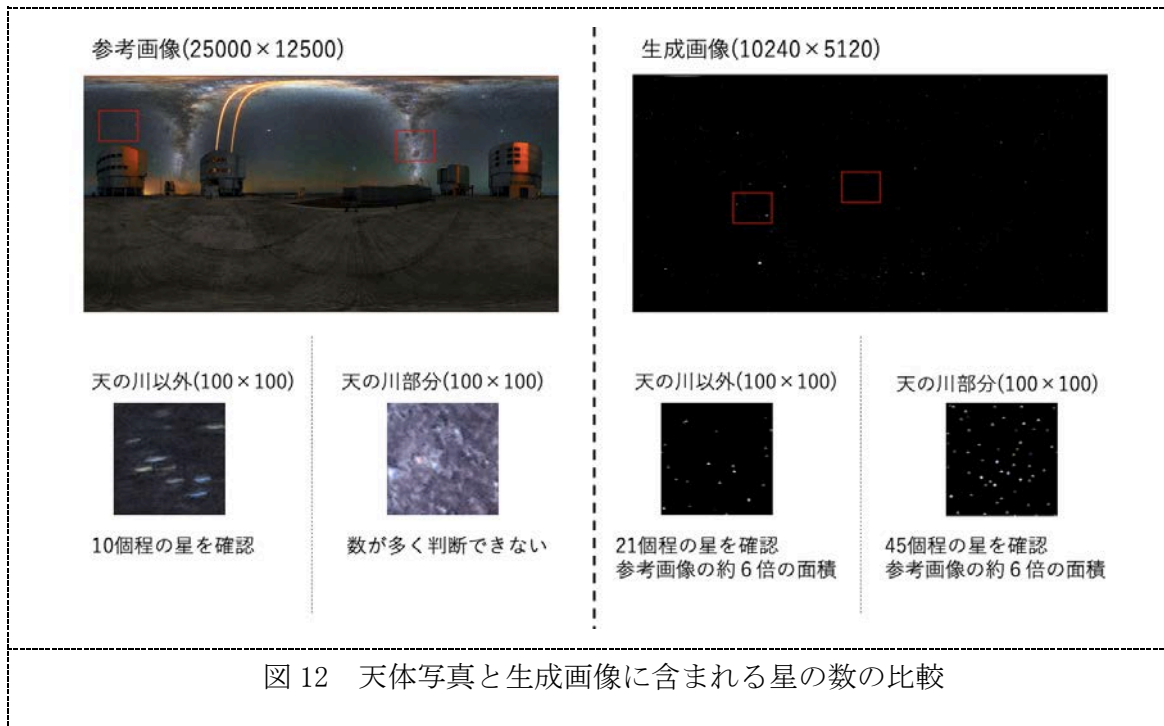 参考画像(25000×12500)
生成画像(10240×5120)
天の川以外(100×100)
天の川部分(100×100)
天の川以外(100×100)
天の川部分(100×100)
10個程の星を確認
数が多く判断できない
21個程の星を確認
参考画像の約6倍の面積
45個程の星を確認
参考画像の約6倍の面積
図 12　天体写真と生成画像に含まれる星の数の比較